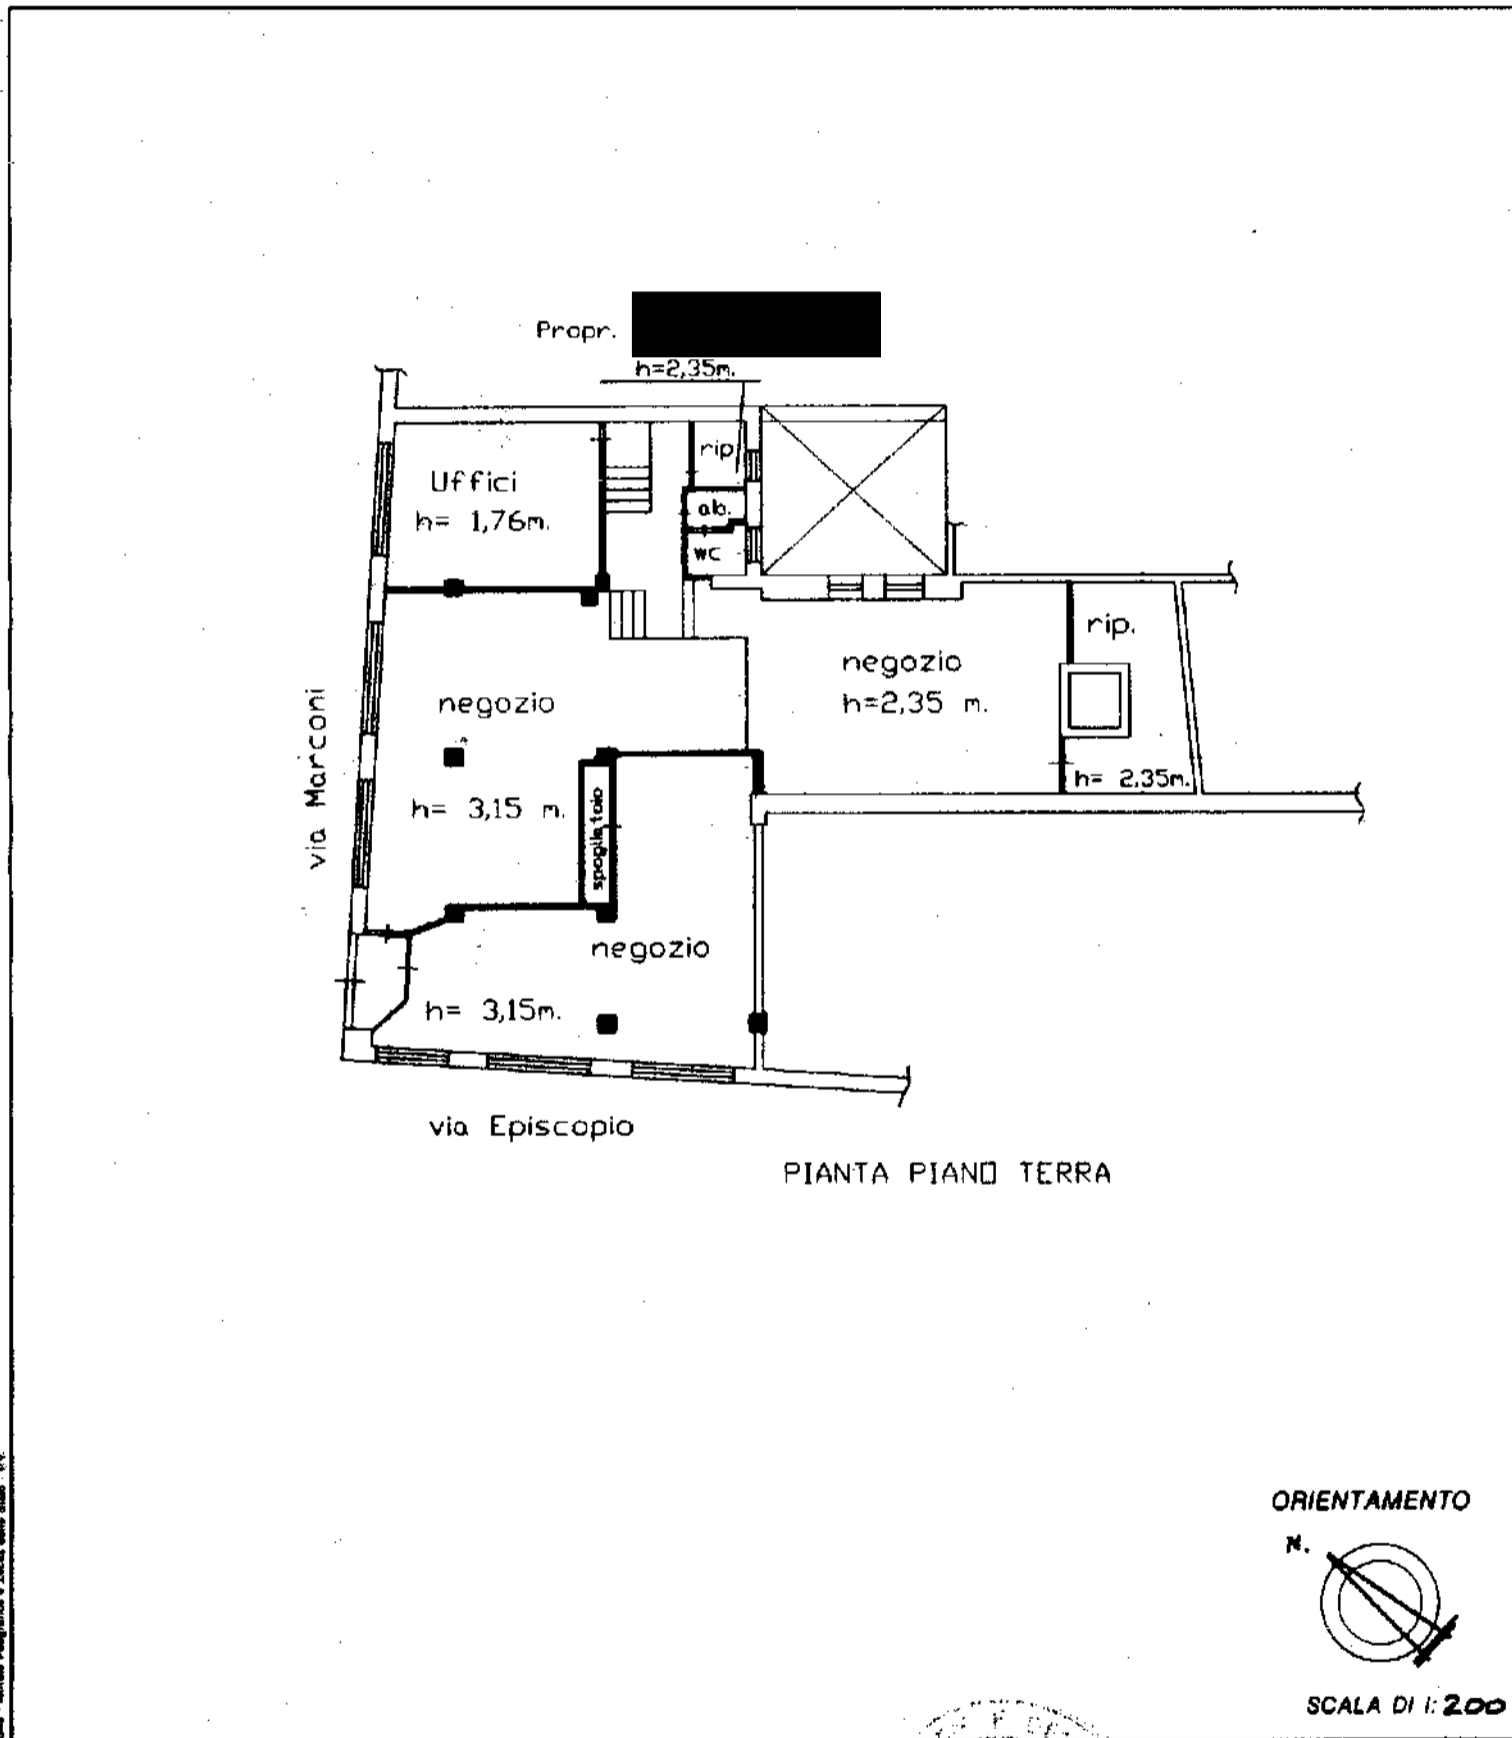 Propr.
h=2,35m.
rip.
Uffici
h= 1,76m.
ab.
wc
rip.
negozio
h=2,35 m.
negozio
via Marconi
h= 2,35m.
h= 3,15 m.
spogliatoio
negozio
h= 3,15m.
via Episcopio
PIANTA PIANO TERRA
ORIENTAMENTO
N.
SCALA DI 1: 200